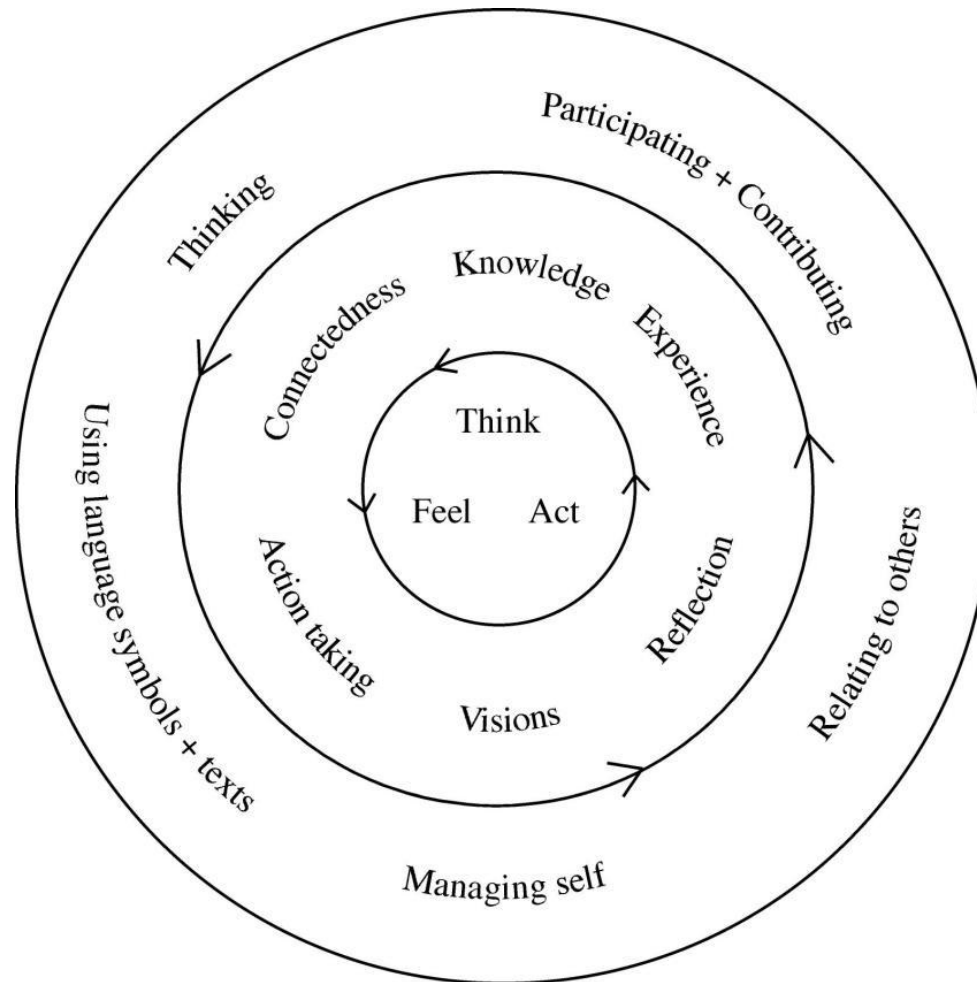 Participating + Contributing
Thinking
Knowledge
Connectedness
Experience
Think
Feel
Act
Using language symbols + texts
Action taking
Reflection
Relating to others
Visions
Managing self